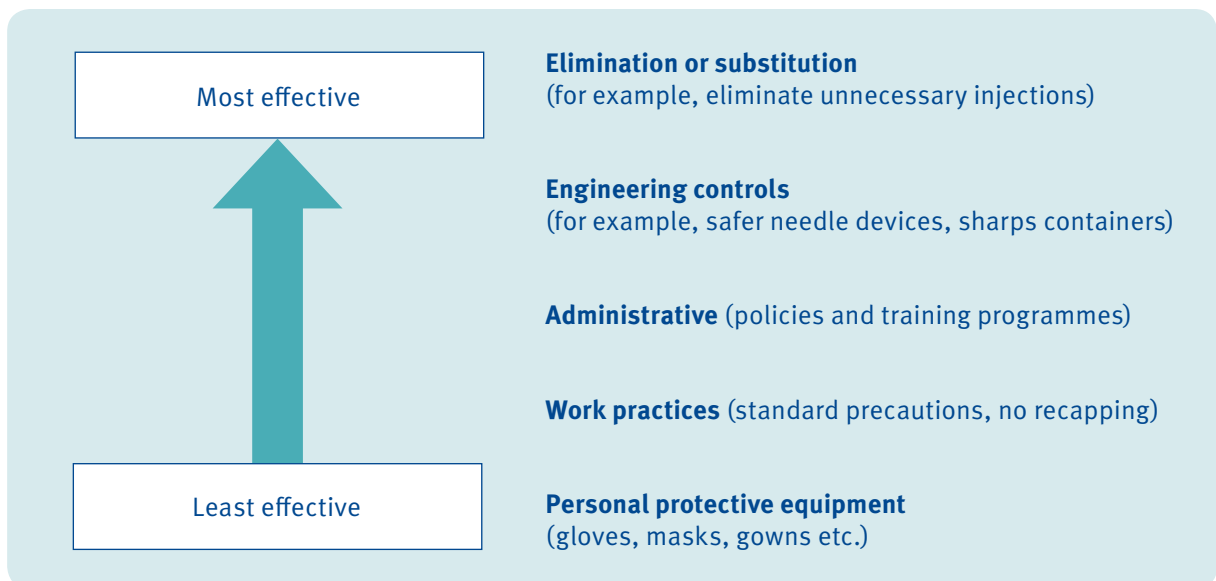 Most effective
Elimination or substitution
(for example, eliminate unnecessary injections)
Engineering controls
(for example, safer needle devices, sharps containers)
Administrative (policies and training programmes)
Work practices (standard precautions, no recapping)
Least effective
Personal protective equipment
(gloves, masks, gowns etc.)